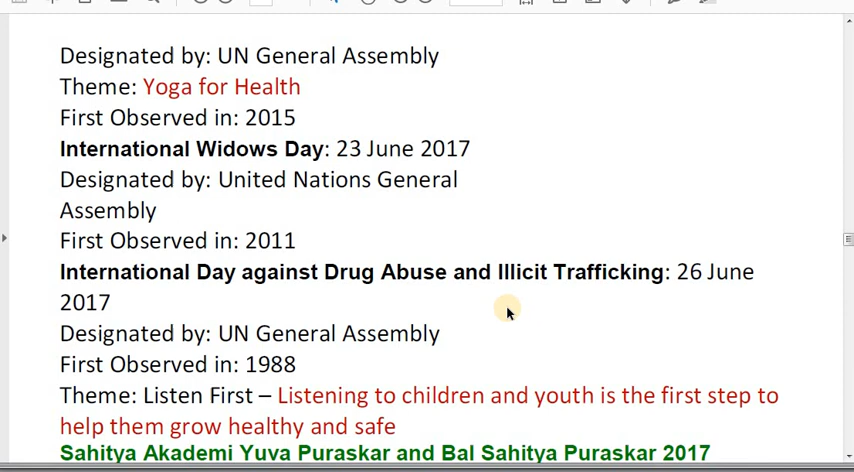 Designated by: UN General Assembly
Theme: Yoga for Health
First Observed in: 2015
International Widows Day: 23 June 2017
Designated by: United Nations General
Assembly
First Observed in: 2011
International Day against Drug Abuse and Illicit Trafficking: 26 June
2017
Designated by: UN General Assembly
First Observed in: 1988
Theme: Listen First – Listening to children and youth is the first step to
help them grow healthy and safe
Sahitya Akademi Yuva Puraskar and Bal Sahitya Puraskar 2017